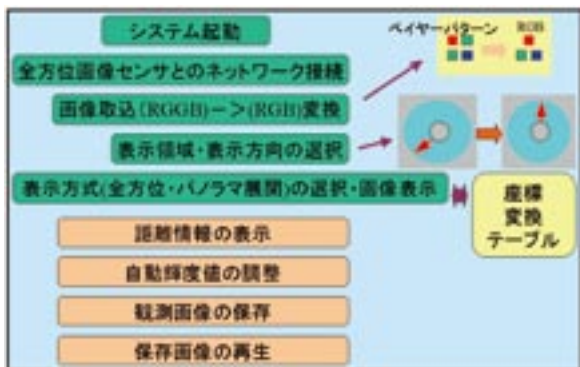 システム起動
ベイヤーパターン
RGB
全方位画像センサとのネットワーク接続
画像取込(RGGB)ー>(RGB)変換
表示領域・表示方向の選択
表示方式(全方位・パノラマ展開)の選択・画像表示
座標
変換
テーブル
距離情報の表示
自動輝度値の調整
観測画像の保存
保存画像の再生